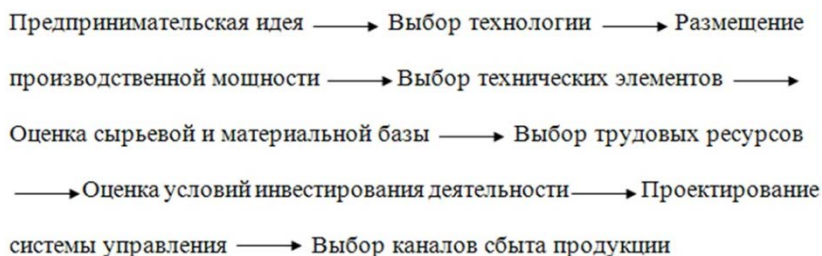 Предпринимательская идея ⟶ Выбор технологии ⟶ Размещение
производственной мощности ⟶ Выбор технических элементов ⟶
Оценка сырьевой и материальной базы ⟶ Выбор трудовых ресурсов
⟶ Оценка условий инвестирования деятельности ⟶ Проектирование
системы управления ⟶ Выбор каналов сбыта продукции